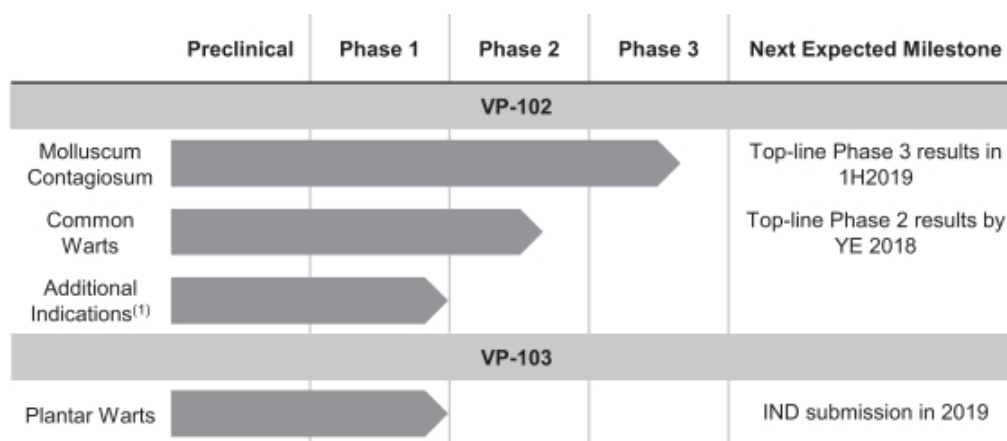 Preclinical Phase 1 Phase 2 Phase 3 Next Expected Milestone
VP-102
Molluscum
Contagiosum
Top-line Phase 3 results in
1H2019
Common
Warts
Top-line Phase 2 results by
YE 2018
Additional
Indications(1)
VP-103
Plantar Warts
IND submission in 2019